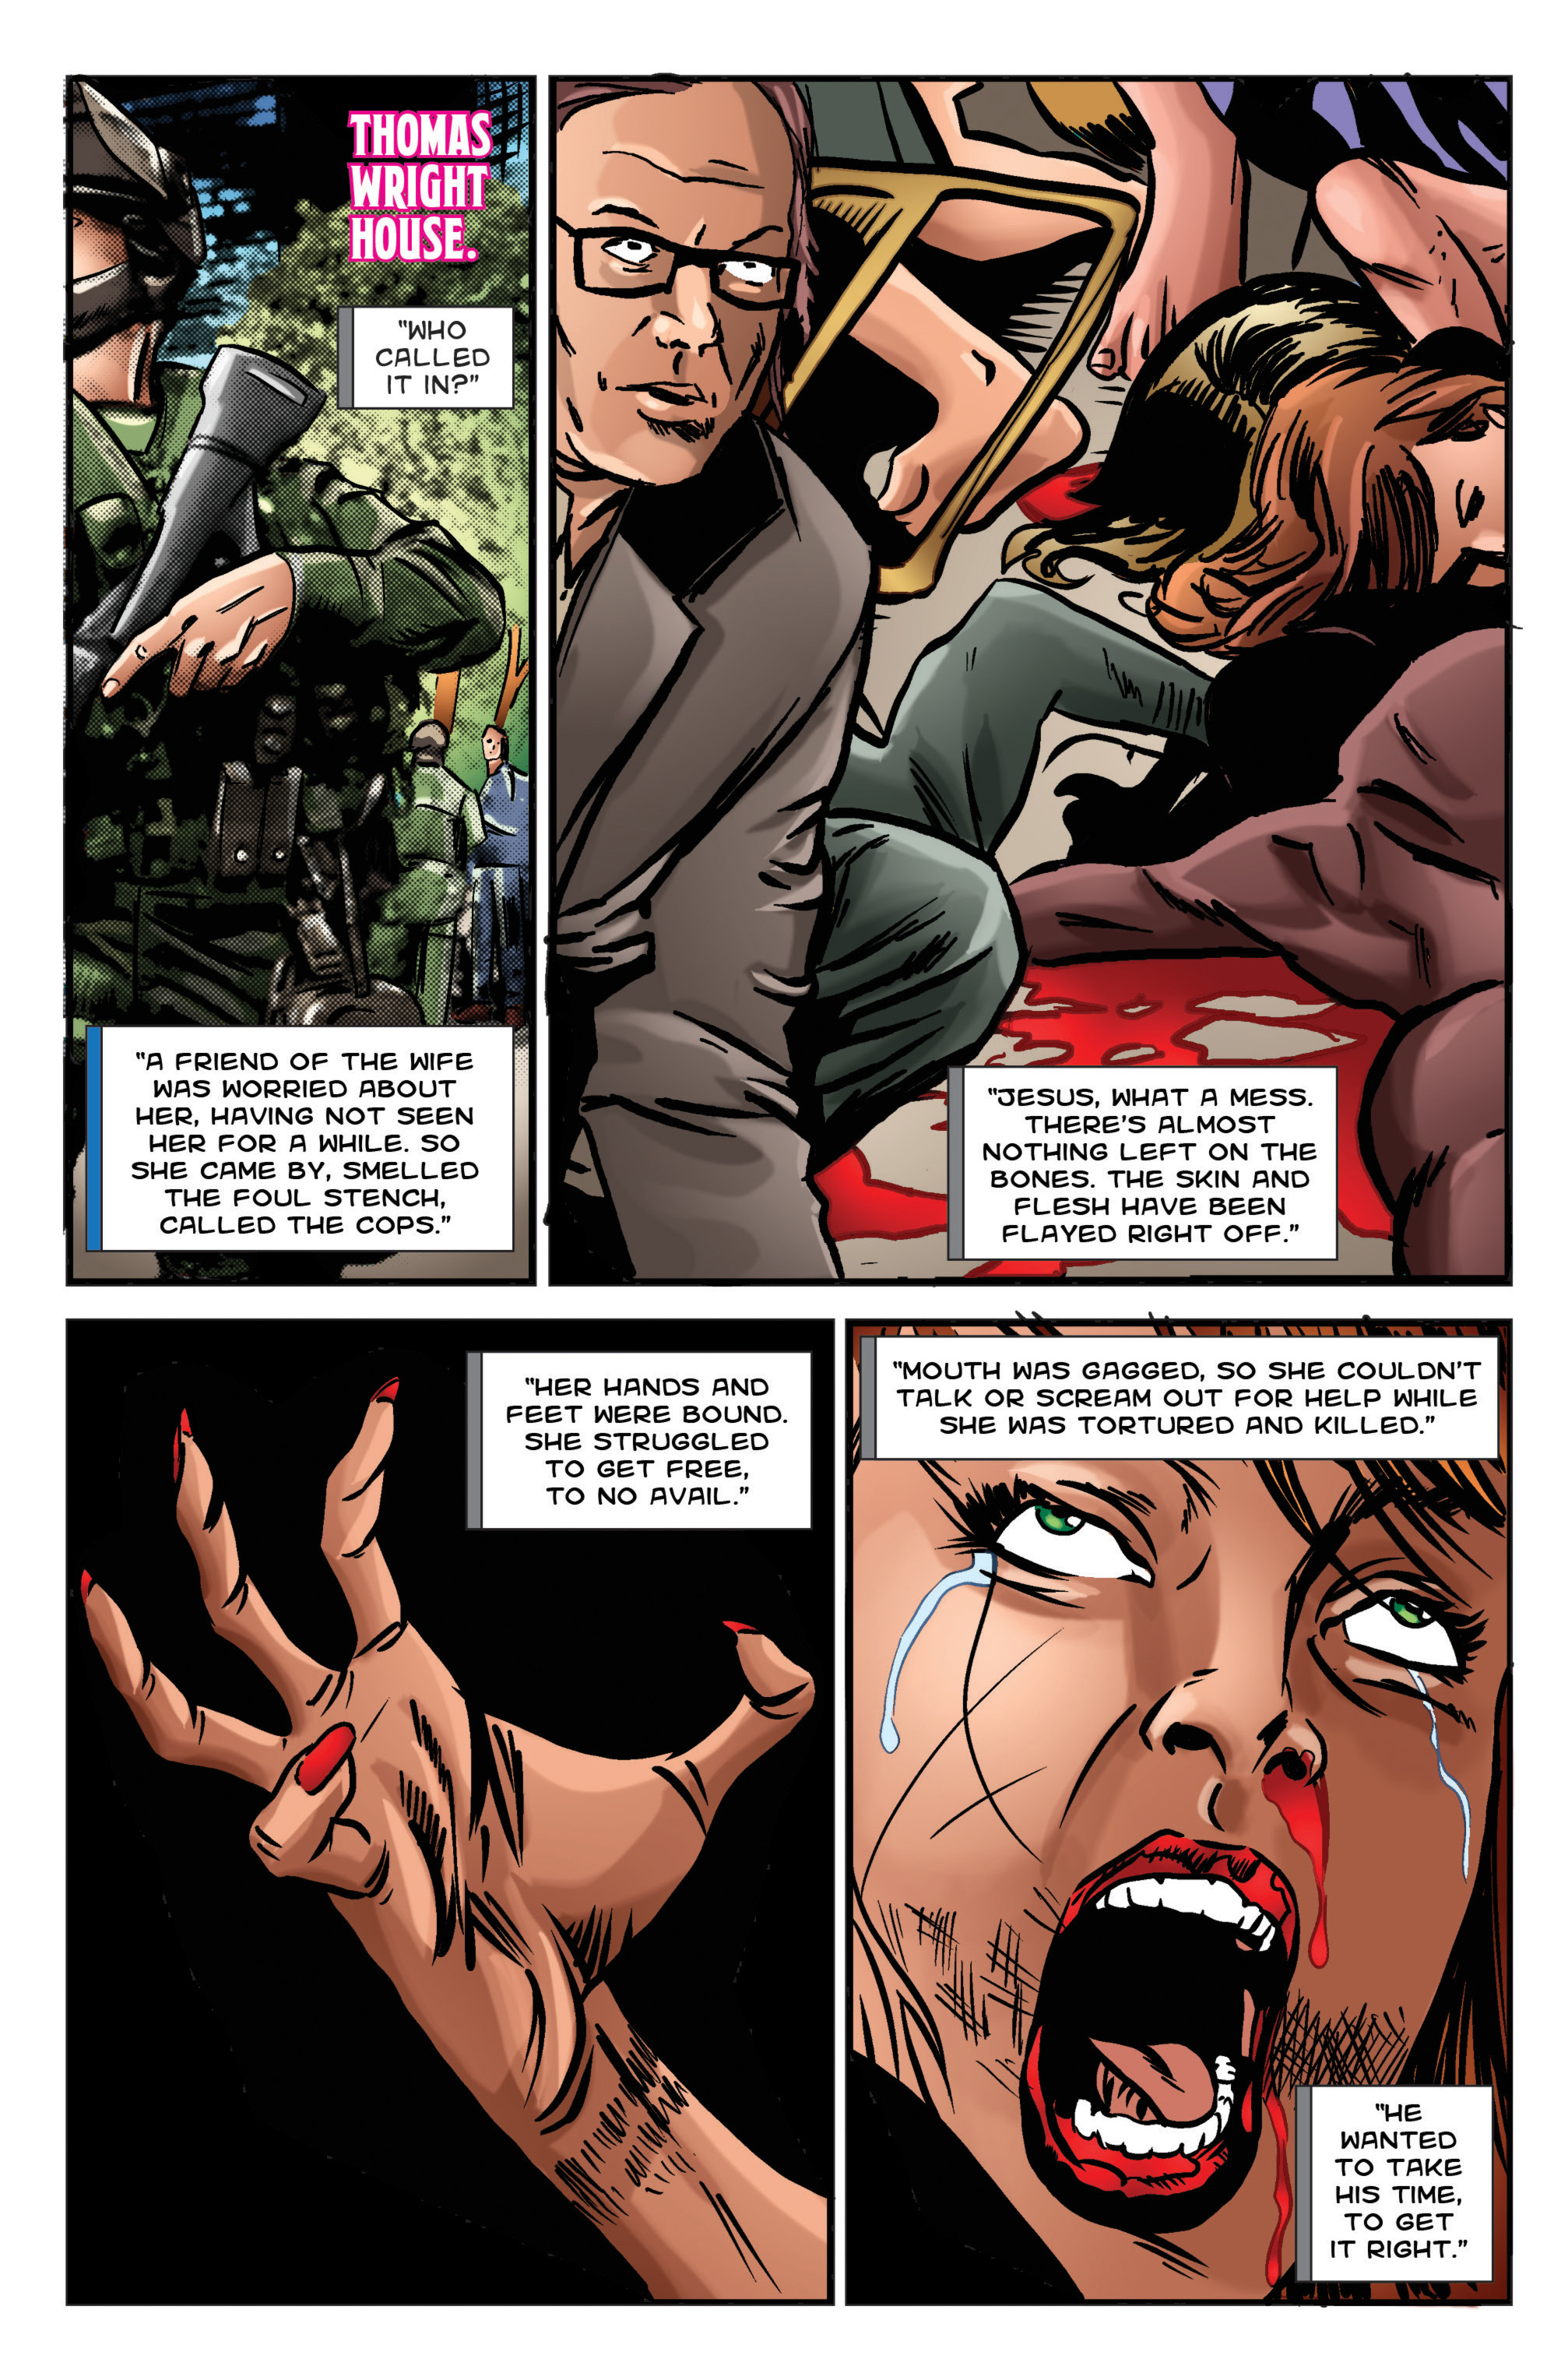 THOMAS
WRIGHT
HOUSE.
"WHO
CALLED
IT IN?"
"A FRIEND OF THE WIFE
WAS WORRIED ABOUT
HER, HAVING NOT SEEN
HER FOR A WHILE. SO
SHE CAME BY, SMELLED
THE FOUL STENCH,
CALLED THE COPS."
"JESUS, WHAT A MESS.
THERE'S ALMOST
NOTHING LEFT ON THE
BONES. THE SKIN AND
FLESH HAVE BEEN
FLAYED RIGHT OFF."
"HER HANDS AND
FEET WERE BOUND.
SHE STRUGGLED
TO GET FREE,
TO NO AVAIL."
"MOUTH WAS GAGGED, SO SHE COULDN'T
TALK OR SCREAM OUT FOR HELP WHILE
SHE WAS TORTURED AND KILLED."
"HE
WANTED
TO TAKE
HIS TIME,
TO GET
IT RIGHT."